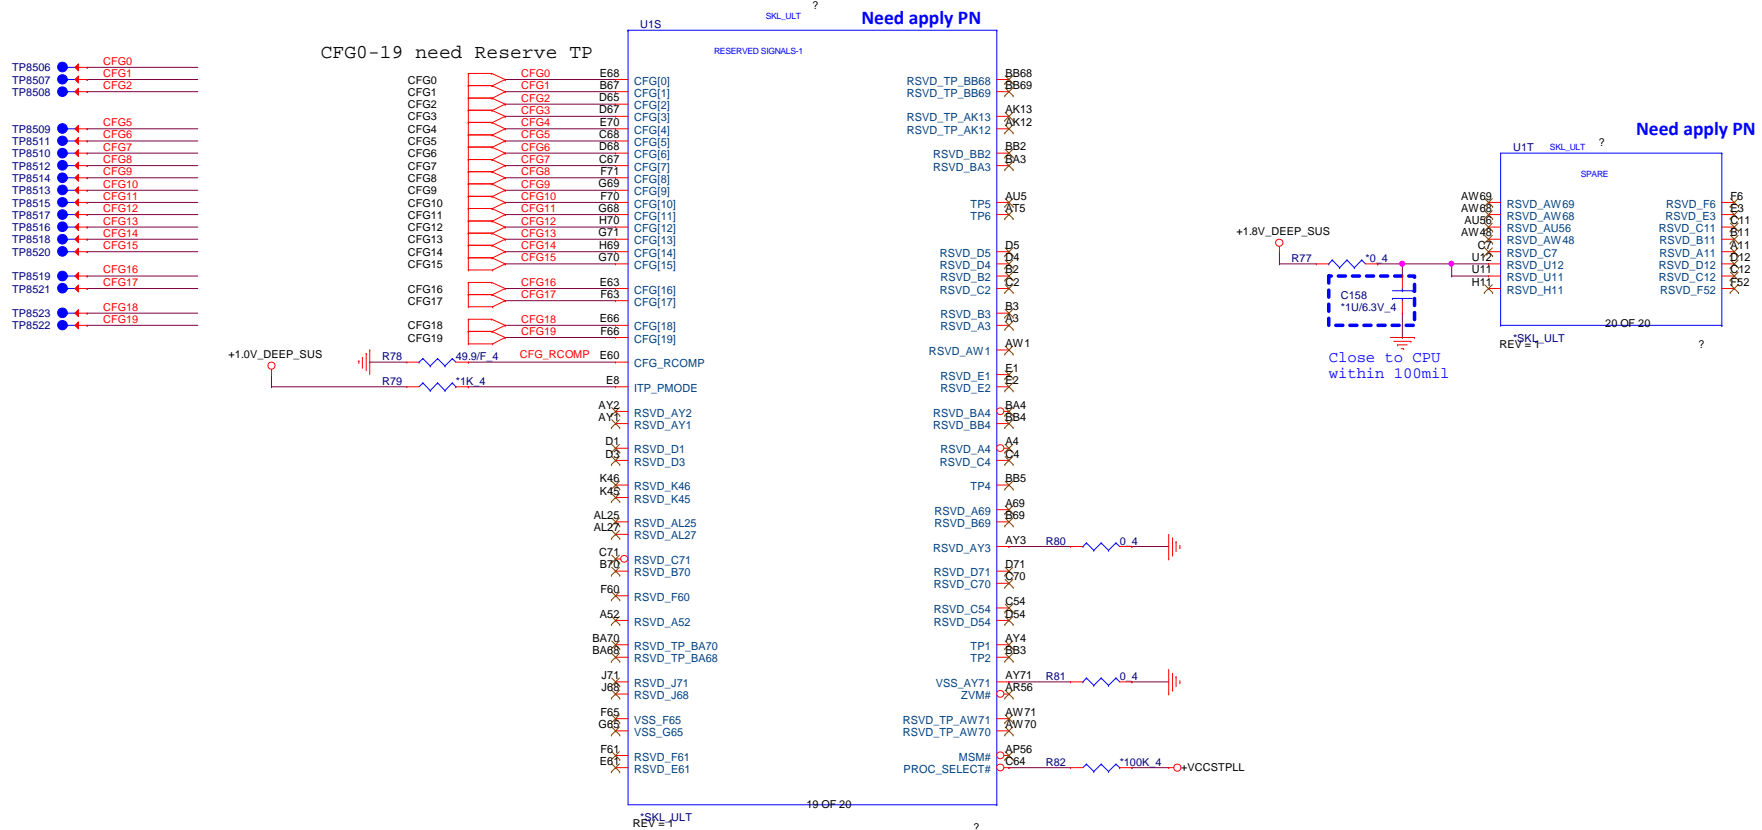 ?
SKL_ULT
Need apply PN
U1S
RESERVED SIGNALS-1
CFG0-19 need Reserve TP
TP8506 CFG0
TP8507 CFG1
TP8508 CFG2
TP8509 CFG5
TP8511 CFG6
TP8510 CFG7
TP8512 CFG8
TP8514 CFG9
TP8513 CFG10
TP8515 CFG11
TP8517 CFG12
TP8516 CFG13
TP8518 CFG14
TP8520 CFG15
TP8519 CFG16
TP8521 CFG17
TP8523 CFG18
TP8522 CFG19
CFG0 CFG0 E68 CFG[0]
CFG1 CFG1 B67 CFG[1]
CFG2 CFG2 D65 CFG[2]
CFG3 CFG3 D67 CFG[3]
CFG4 CFG4 E70 CFG[4]
CFG5 CFG5 C68 CFG[5]
CFG6 CFG6 D68 CFG[6]
CFG7 CFG7 C67 CFG[7]
CFG8 CFG8 F71 CFG[8]
CFG9 CFG9 G69 CFG[9]
CFG10 CFG10 F70 CFG[10]
CFG11 CFG11 G68 CFG[11]
CFG12 CFG12 H70 CFG[12]
CFG13 CFG13 G71 CFG[13]
CFG14 CFG14 H69 CFG[14]
CFG15 CFG15 G70 CFG[15]
CFG16 CFG16 E63 CFG[16]
CFG17 CFG17 F63 CFG[17]
CFG18 CFG18 E66 CFG[18]
CFG19 CFG19 F66 CFG[19]
+1.0V_DEEP_SUS
R78 49.9/F_4 CFG_RCOMP E60 CFG_RCOMP
R79 *1K_4 E8 ITP_PMODE
AY2 RSVD_AY2
AY1 RSVD_AY1
D1 RSVD_D1
D3 RSVD_D3
K46 RSVD_K46
K45 RSVD_K45
AL25 RSVD_AL25
AL27 RSVD_AL27
C71 RSVD_C71
B70 RSVD_B70
F60 RSVD_F60
A52 RSVD_A52
BA70 RSVD_TP_BA70
BA68 RSVD_TP_BA68
J71 RSVD_J71
J68 RSVD_J68
F65 VSS_F65
G65 VSS_G65
F61 RSVD_F61
E61 RSVD_E61
RSVD_TP_BB68 BB68
RSVD_TP_BB69 BB69
RSVD_TP_AK13 AK13
RSVD_TP_AK12 AK12
RSVD_BB2 BB2
RSVD_BA3 BA3
TP5 AU5
TP6 AT5
RSVD_D5 D5
RSVD_D4 D4
RSVD_B2 B2
RSVD_C2 C2
RSVD_B3 B3
RSVD_A3 A3
RSVD_AW1 AW1
RSVD_E1 E1
RSVD_E2 E2
RSVD_BA4 BA4
RSVD_BB4 BB4
RSVD_A4 A4
RSVD_C4 C4
TP4 BB5
RSVD_A69 A69
RSVD_B69 B69
RSVD_AY3 AY3 R80 0_4
RSVD_D71 D71
RSVD_C70 C70
RSVD_C54 C54
RSVD_D54 D54
TP1 AY4
TP2 BB3
VSS_AY71 AY71 R81 0_4
ZVM# AR56
RSVD_TP_AW71 AW71
RSVD_TP_AW70 AW70
MSM# AP56
PROC_SELECT# C64 R82 *100K_4 +VCCSTPLL
19 OF 20
*SKL_ULT
REV = 1
?
Need apply PN
U1T SKL_ULT ?
SPARE
AW69 RSVD_AW69 RSVD_F6 F6
AW68 RSVD_AW68 RSVD_E3 E3
AU56 RSVD_AU56 RSVD_C11 C11
AW48 RSVD_AW48 RSVD_B11 B11
C7 RSVD_C7 RSVD_A11 A11
U12 RSVD_U12 RSVD_D12 D12
U11 RSVD_U11 RSVD_C12 C12
H11 RSVD_H11 RSVD_F52 F52
+1.8V_DEEP_SUS
R77 *0_4
C158
*1U/6.3V_4
Close to CPU
within 100mil
20 OF 20
*SKL_ULT
REV = 1
?